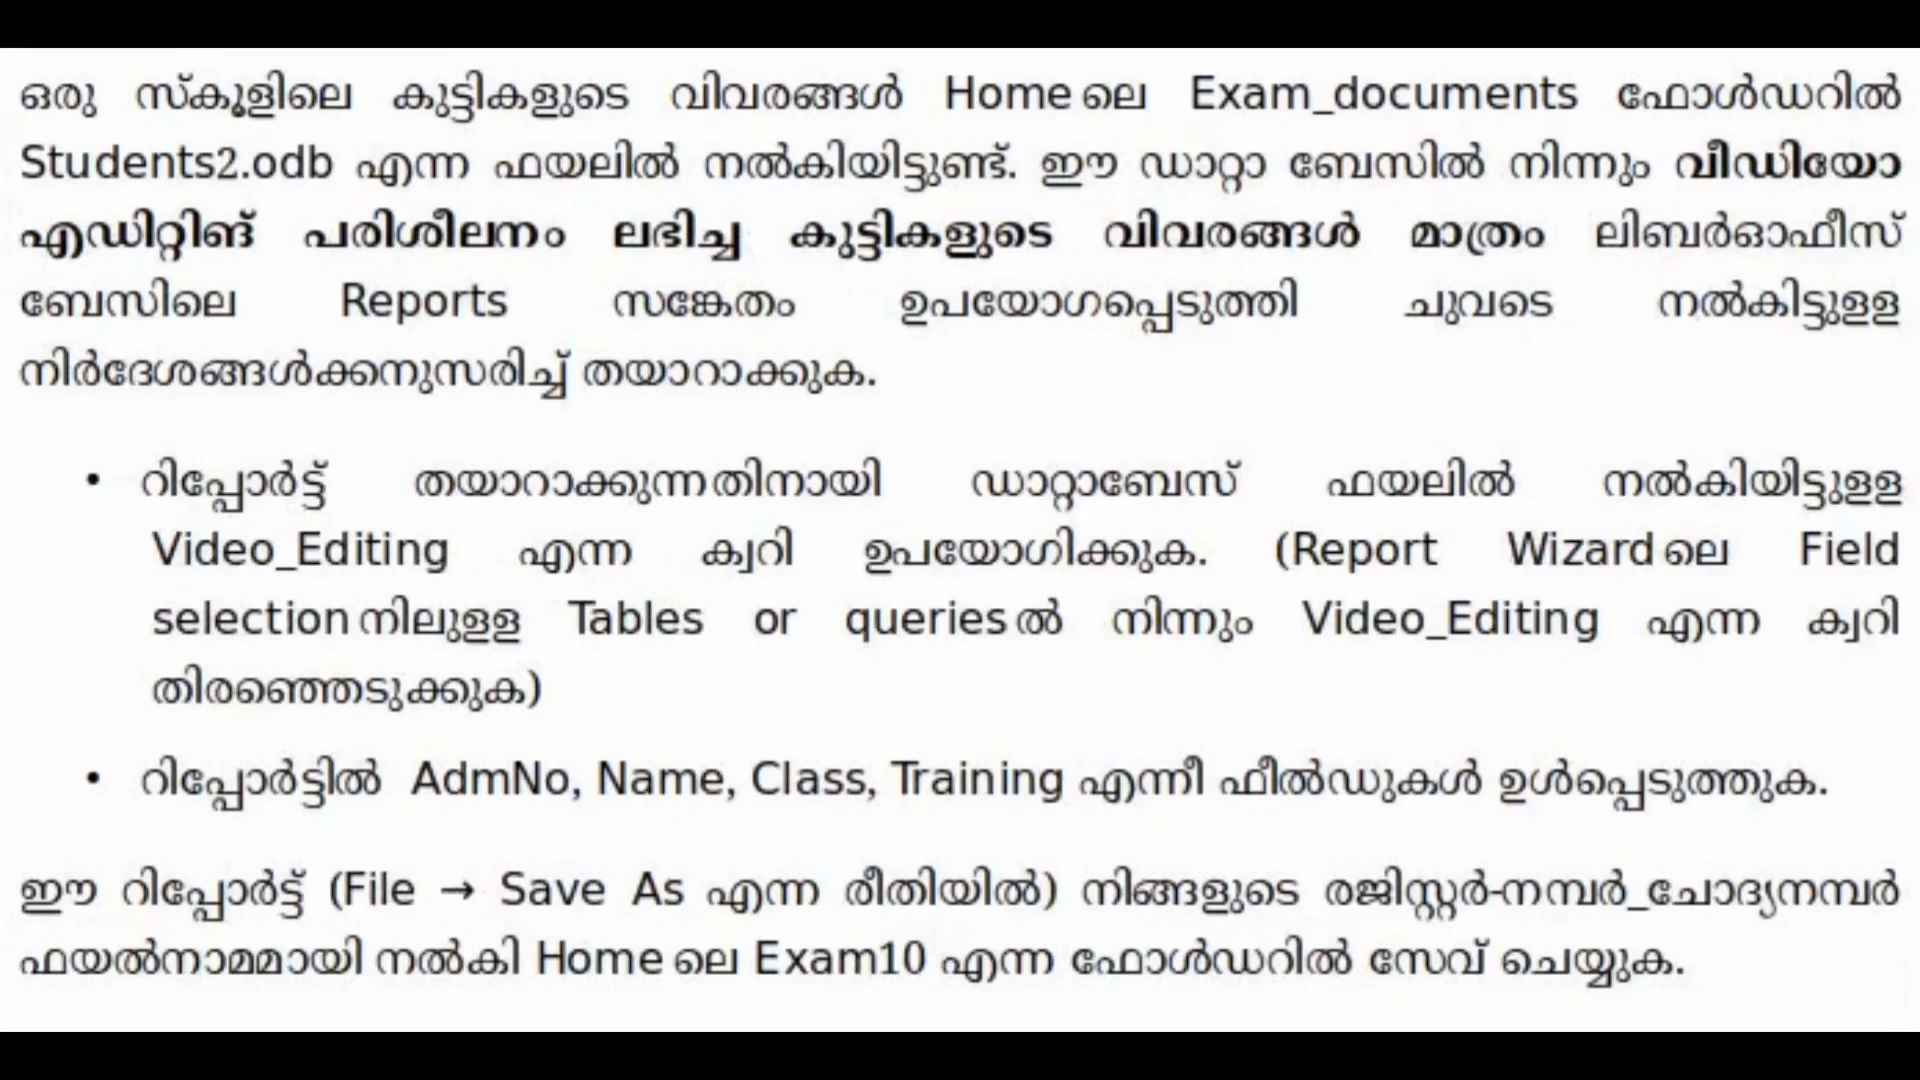 ഒരു സ്കൂളിലെ കുട്ടികളുടെ വിവരങ്ങൾ Home ലെ Exam_documents ഫോൾഡറിൽ
Students2.odb എന്ന ഫയലിൽ നൽകിയിട്ടുണ്ട്. ഈ ഡാറ്റാ ബേസിൽ നിന്നും വീഡിയോ
എഡിറ്റിങ് പരിശീലനം ലഭിച്ച കുട്ടികളുടെ വിവരങ്ങൾ മാത്രം ലിബർഓഫീസ്
ബേസിലെ Reports സങ്കേതം ഉപയോഗപ്പെടുത്തി ചുവടെ നൽകിട്ടുളള
നിർദേശങ്ങൾക്കനുസരിച്ച് തയാറാക്കുക.
• റിപ്പോർട്ട് തയാറാക്കുന്നതിനായി ഡാറ്റാബേസ് ഫയലിൽ നൽകിയിട്ടുളള
Video_Editing എന്ന ക്വറി ഉപയോഗിക്കുക. (Report Wizard ലെ Field
selection നിലുളള Tables or queries ൽ നിന്നും Video_Editing എന്ന ക്വറി
തിരഞ്ഞെടുക്കുക)
• റിപ്പോർട്ടിൽ AdmNo, Name, Class, Training എന്നീ ഫീൽഡുകൾ ഉൾപ്പെടുത്തുക.
ഈ റിപ്പോർട്ട് (File → Save As എന്ന രീതിയിൽ) നിങ്ങളുടെ രജിസ്റ്റർ-നമ്പർ_ചോദ്യനമ്പർ
ഫയൽനാമമായി നൽകി Home ലെ Exam10 എന്ന ഫോൾഡറിൽ സേവ് ചെയ്യുക.